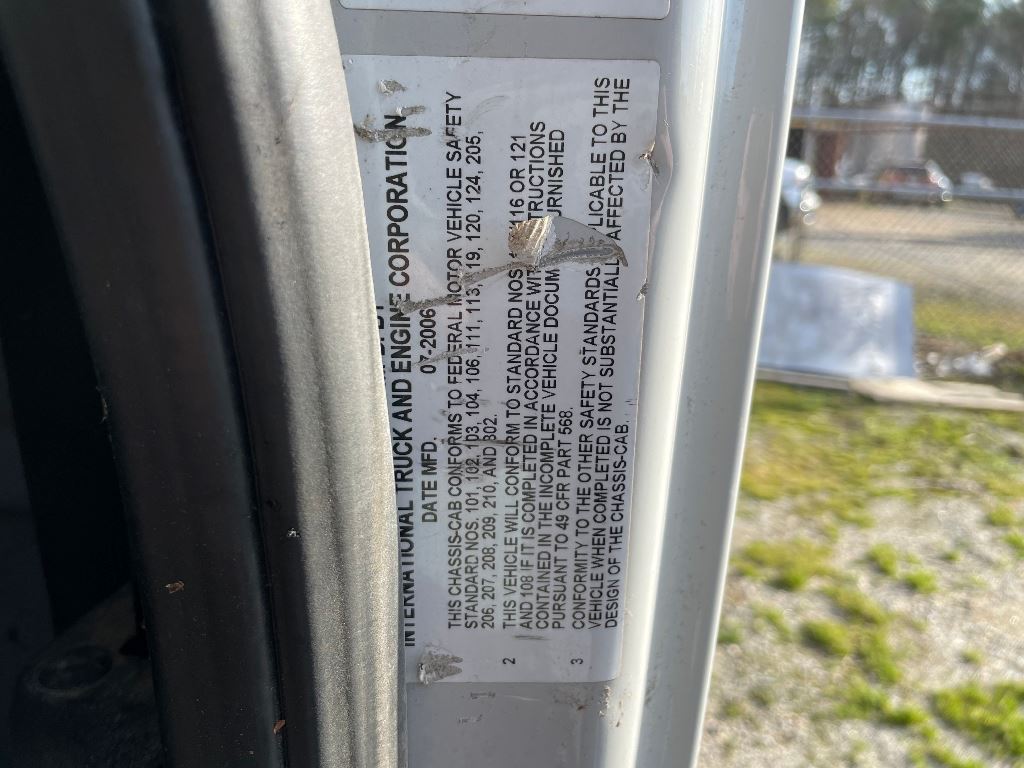 INTERNATIONAL TRUCK AND ENGINE CORPORATION
DATE MFD. 07-2006
THIS CHASSIS-CAB CONFORMS TO FEDERAL MOTOR VEHICLE SAFETY
STANDARD NOS. 101, 102, 103, 104, 106, 111, 113, 119, 120, 124, 205,
206, 207, 208, 209, 210, AND 302.
2 THIS VEHICLE WILL CONFORM TO STANDARD NOS 116 OR 121
AND 108 IF IT IS COMPLETED IN ACCORDANCE WIT TRUCTIONS
CONTAINED IN THE INCOMPLETE VEHICLE DOCUM RNISHED
PURSUANT TO 49 CFR PART 568.
3 CONFORMITY TO THE OTHER SAFETY STANDARDS LICABLE TO THIS
VEHICLE WHEN COMPLETED IS NOT SUBSTANTIALL AFFECTED BY THE
DESIGN OF THE CHASSIS-CAB.